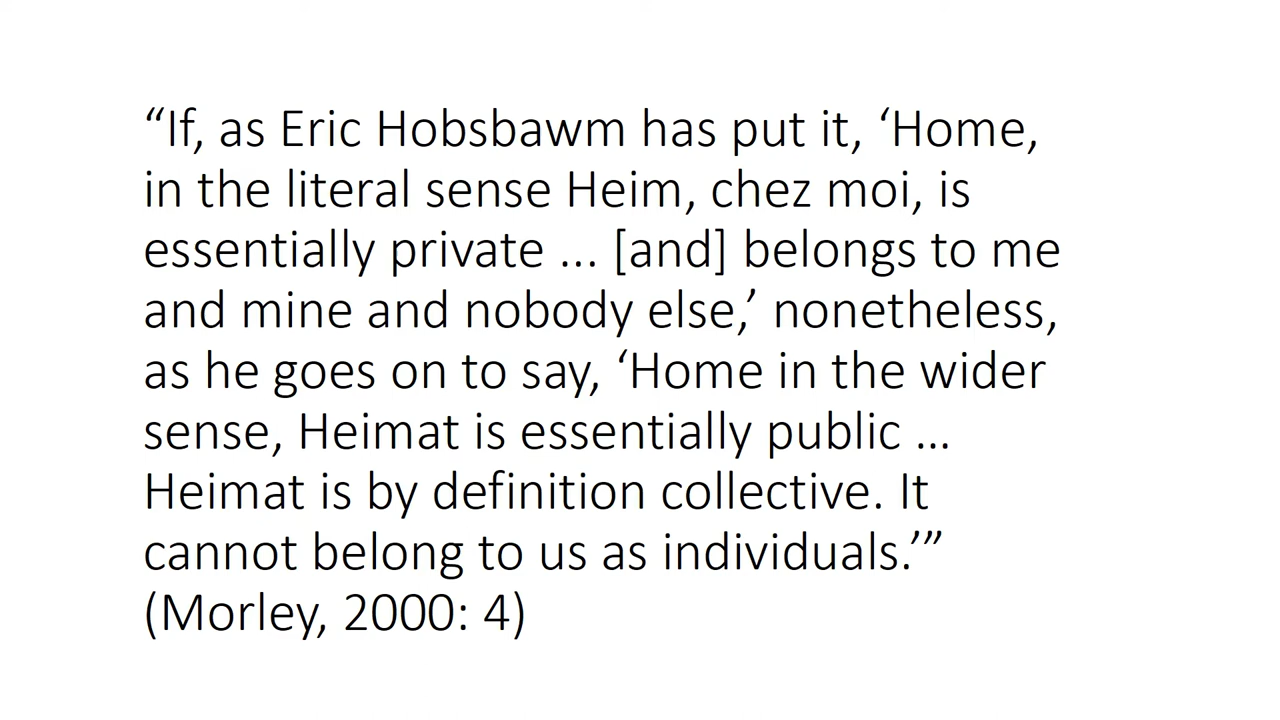 “If, as Eric Hobsbawm has put it, ‘Home,
in the literal sense Heim, chez moi, is
essentially private ... [and] belongs to me
and mine and nobody else,’ nonetheless,
as he goes on to say, ‘Home in the wider
sense, Heimat is essentially public ...
Heimat is by definition collective. It
cannot belong to us as individuals.’”
(Morley, 2000: 4)